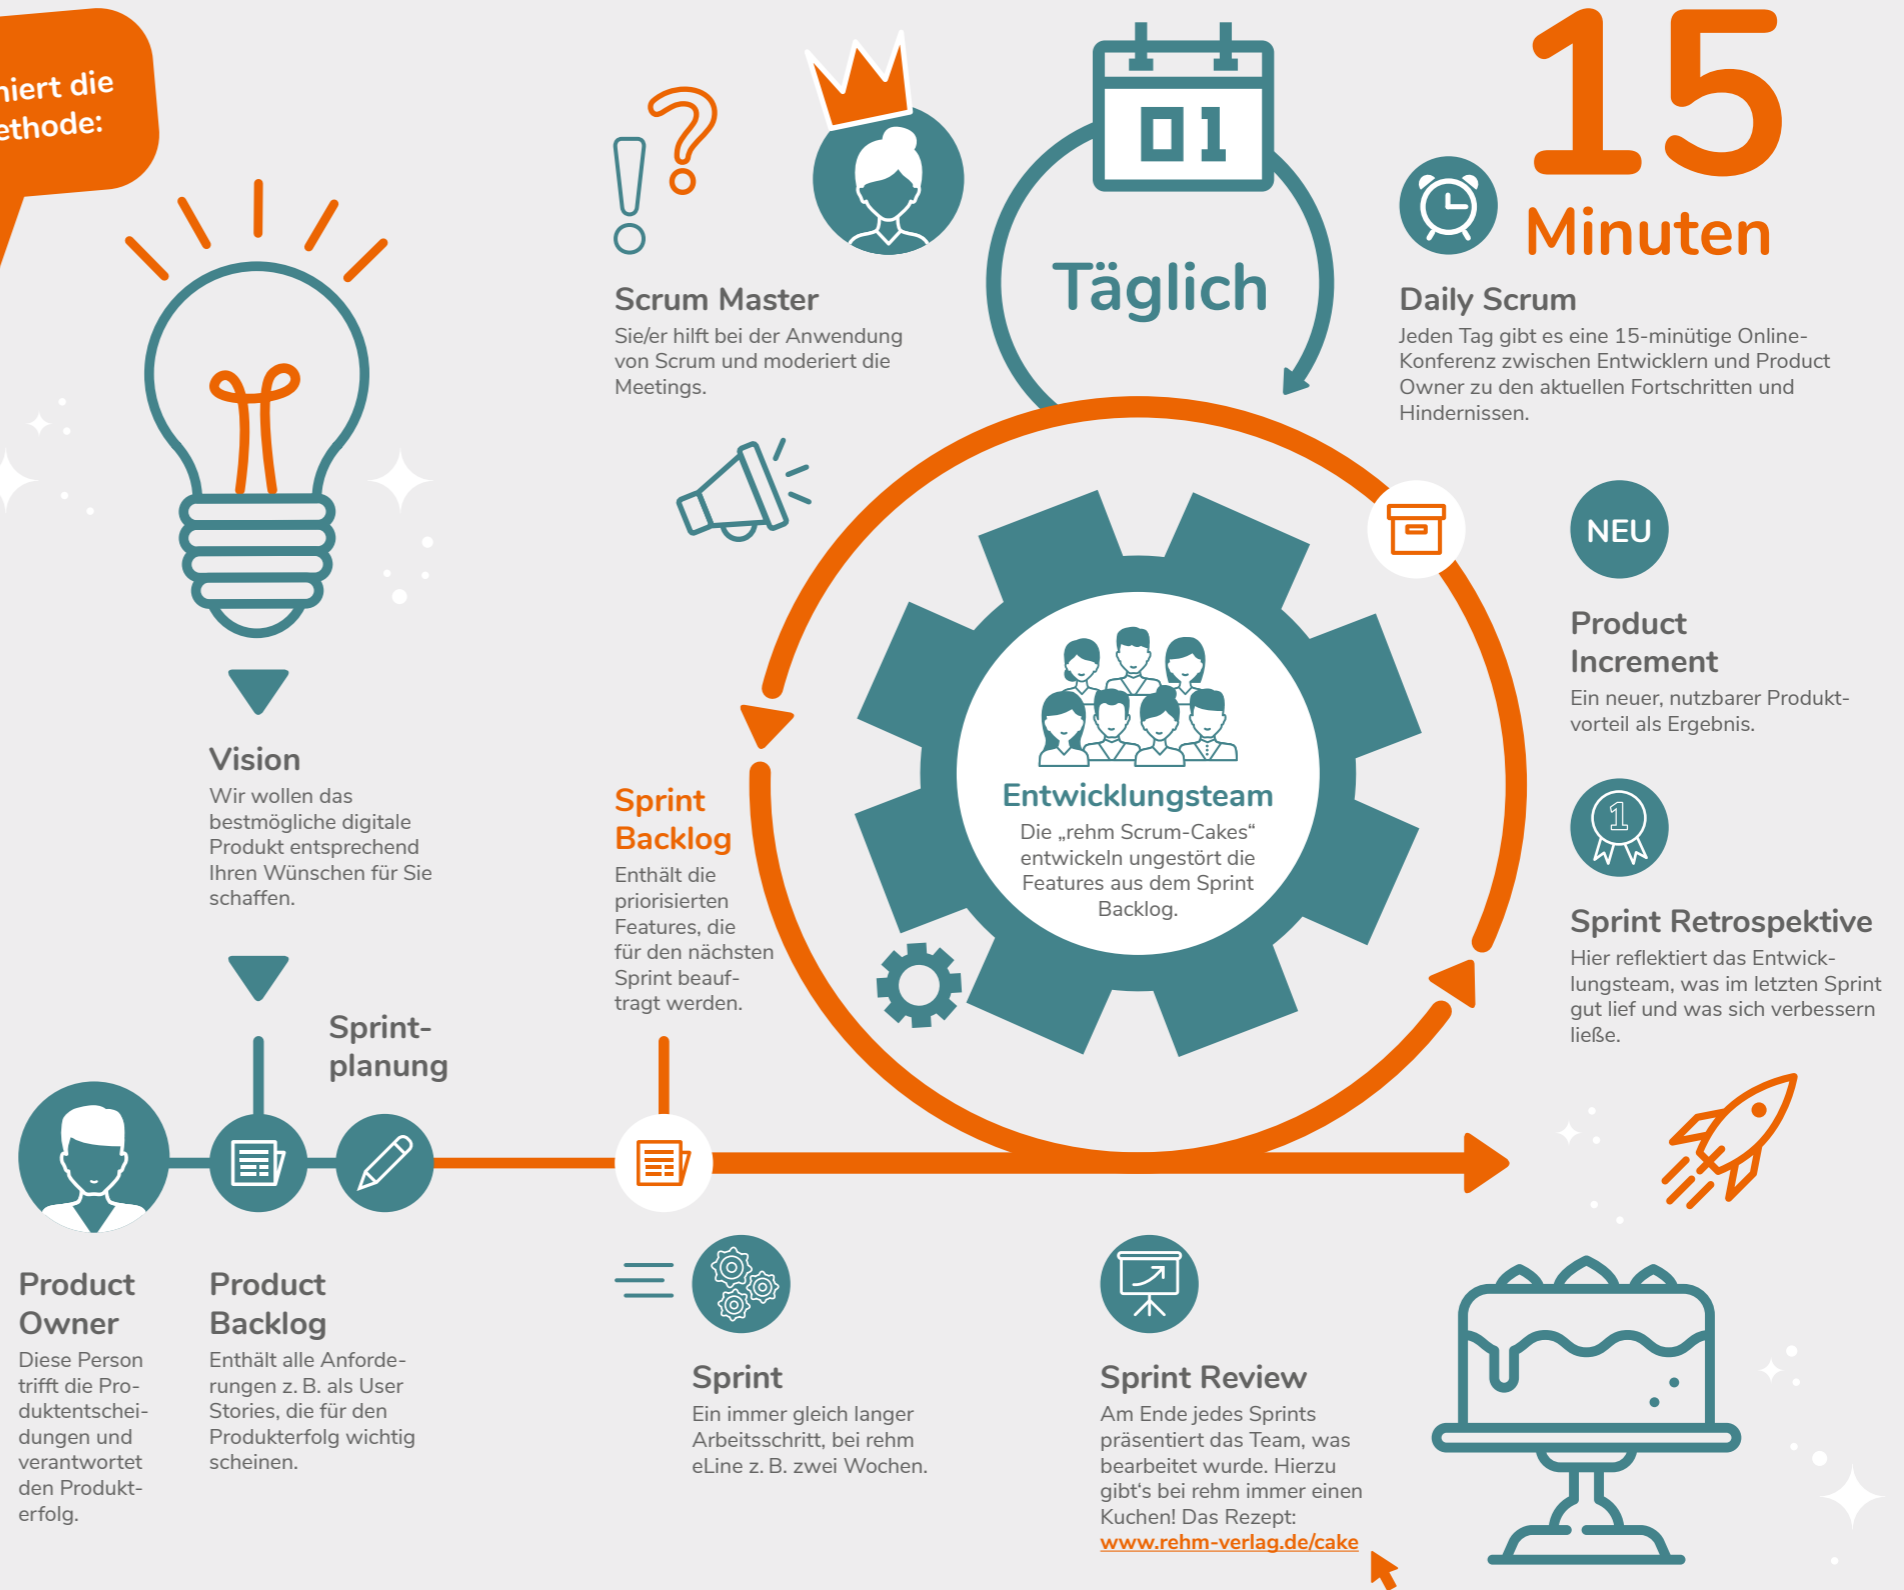 die
15
Minuten
01
Täglich
Scrum Master
Sie/er hilft bei der Anwendung
von Scrum und moderiert die
Meetings.
Daily Scrum
Jeden Tag gibt es eine 15-minütige Online-
Konferenz zwischen Entwicklern und Product
Owner zu den aktuellen Fortschritten und
Hindernissen.
NEU
Product
Increment
Ein neuer, nutzbarer Produkt-
vorteil als Ergebnis.
1
Sprint Retrospektive
Hier reflektiert das Entwick-
lungsteam, was im letzten Sprint
gut lief und was sich verbessern
ließe.
Entwicklungsteam
Die „rehm Scrum-Cakes“
entwickeln ungestört die
Features aus dem Sprint
Backlog.
Vision
Wir wollen das
bestmögliche digitale
Produkt entsprechend
Ihren Wünschen für Sie
schaffen.
Sprint
Backlog
Enthält die
priorisierten
Features, die
für den nächsten
Sprint beauf-
tragt werden.
Sprint-
planung
Product
Owner
Diese Person
trifft die Pro-
duktentschei-
dungen und
verantwortet
den Produkt-
erfolg.
Product
Backlog
Enthält alle Anforde-
rungen z. B. als User
Stories, die für den
Produkterfolg wichtig
scheinen.
Sprint
Ein immer gleich langer
Arbeitsschritt, bei rehm
eLine z. B. zwei Wochen.
Sprint Review
Am Ende jedes Sprints
präsentiert das Team, was
bearbeitet wurde. Hierzu
gibt‘s bei rehm immer einen
Kuchen! Das Rezept:
www.rehm-verlag.de/cake